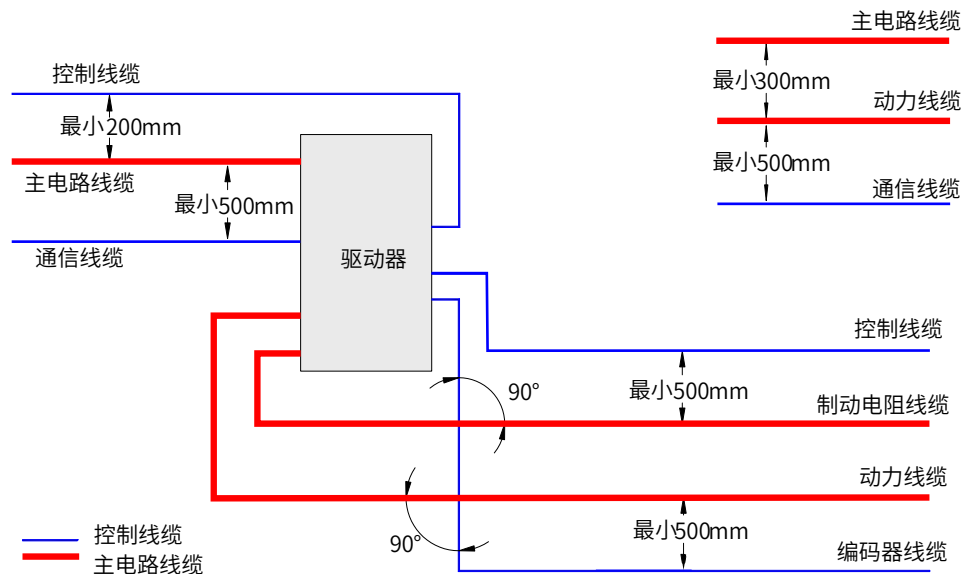 主电路线缆
控制线缆
最小300mm
最小200mm
动力线缆
主电路线缆
最小500mm
最小500mm
通信线缆
通信线缆
驱动器
控制线缆
90°
最小500mm
制动电阻线缆
动力线缆
控制线缆
最小500mm
90°
编码器线缆
主电路线缆